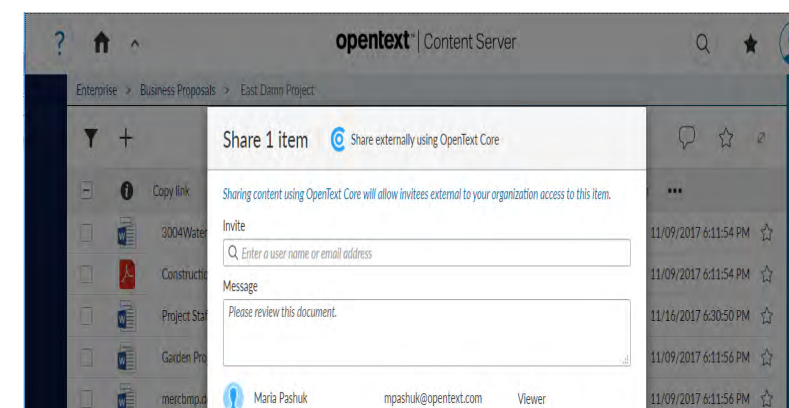 ?
opentext™ | Content Server
Enterprise > Business Proposals > East Damn Project
Share 1 item
Share externally using OpenText Core
Sharing content using OpenText Core will allow invitees external to your organization access to this item.
Copy link
Invite
3004Water
Enter a user name or email address
11/09/2017 6:11:54 PM
Constructio
11/09/2017 6:11:54 PM
Message
Project Staf
Please review this document.
11/16/2017 6:30:50 PM
Garden Pro
11/09/2017 6:11:56 PM
mercbmp.d
Maria Pashuk mpashuk@opentext.com Viewer
11/09/2017 6:11:56 PM